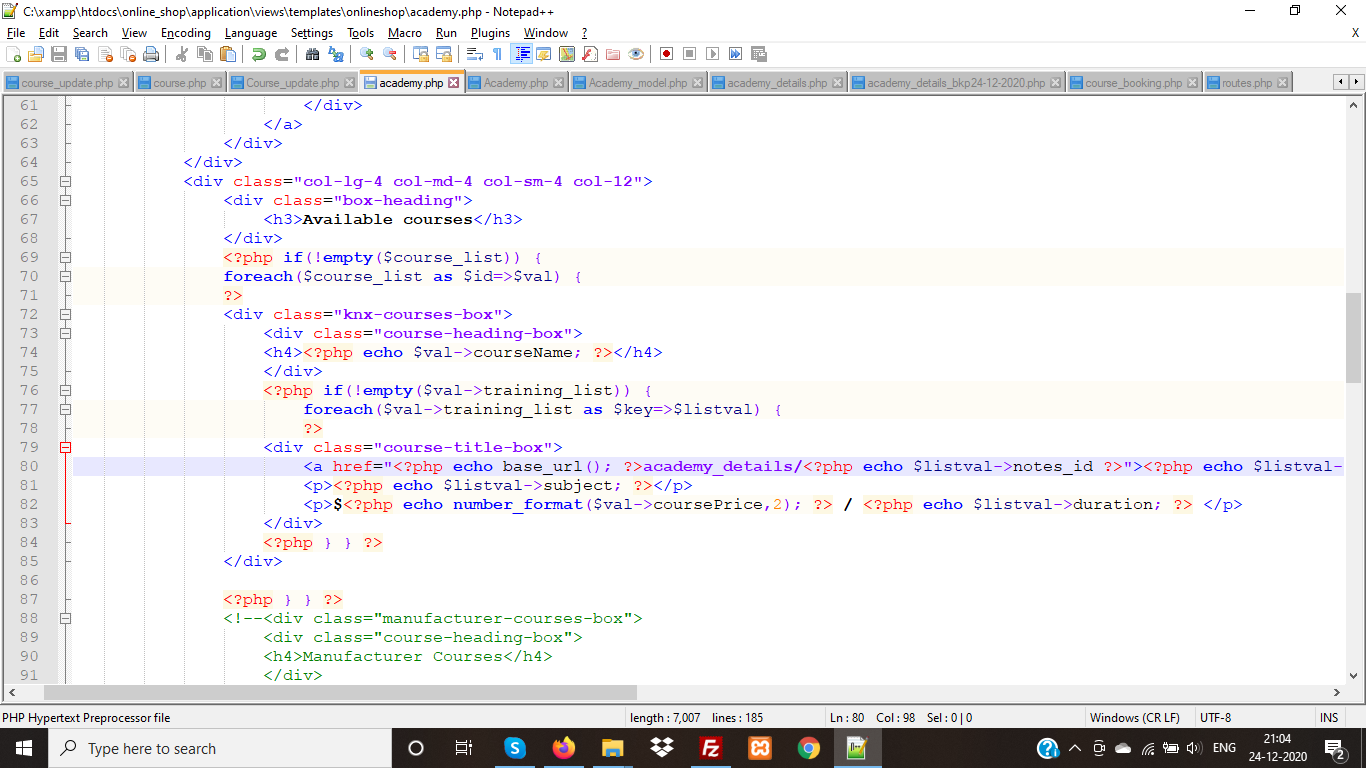 C:\xampp\htdocs\online_shop\application\views\templates\onlineshop\academy.php - Notepad++
File Edit Search View Encoding Language Settings Tools Macro Run Plugins Window ? X
course_update.php course.php Course_update.php academy.php Academy.php Academy_model.php academy_details.php academy_details_bkp24-12-2020.php course_booking.php routes.php
61 </div>
62 </a>
63 </div>
64 </div>
65 <div class="col-lg-4 col-md-4 col-sm-4 col-12">
66 <div class="box-heading">
67 <h3>Available courses</h3>
68 </div>
69 <?php if(!empty($course_list)) {
70 foreach($course_list as $id=>$val) {
71 ?>
72 <div class="knx-courses-box">
73 <div class="course-heading-box">
74 <h4><?php echo $val->courseName; ?></h4>
75 </div>
76 <?php if(!empty($val->training_list)) {
77 foreach($val->training_list as $key=>$listval) {
78 ?>
79 <div class="course-title-box">
80 <a href="<?php echo base_url(); ?>academy_details/<?php echo $listval->notes_id ?>"><?php echo $listval-
81 <p><?php echo $listval->subject; ?></p>
82 <p>$<?php echo number_format($val->coursePrice,2); ?> / <?php echo $listval->duration; ?> </p>
83 </div>
84 <?php } } ?>
85 </div>
86
87 <?php } } ?>
88 <!--<div class="manufacturer-courses-box">
89 <div class="course-heading-box">
90 <h4>Manufacturer Courses</h4>
91 </div>
PHP Hypertext Preprocessor file length : 7,007 lines : 185 Ln : 80 Col : 98 Sel : 0 | 0 Windows (CR LF) UTF-8 INS
Type here to search ENG 21:04
24-12-2020 2